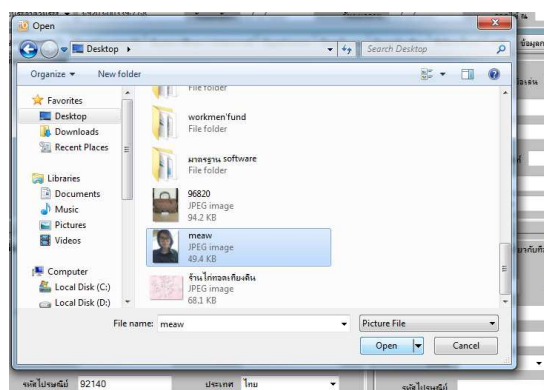 Open
Desktop
Search Desktop
Organize
New folder
Favorites
Desktop
Downloads
Recent Places
Libraries
Documents
Music
Pictures
Videos
Computer
Local Disk (C:)
Local Disk (D:)
File folder
workmen'fund
File folder
มาตรฐาน software
File folder
96820
JPEG image
94.2 KB
meaw
JPEG image
49.4 KB
ร้านไก่ทอดเที่ยงคืน
JPEG image
68.1 KB
File name: meaw
Picture File
Open
Cancel
รหัสไปรษณีย์ 92140 ประเทศ ไทย
รหัสไปรษณีย์